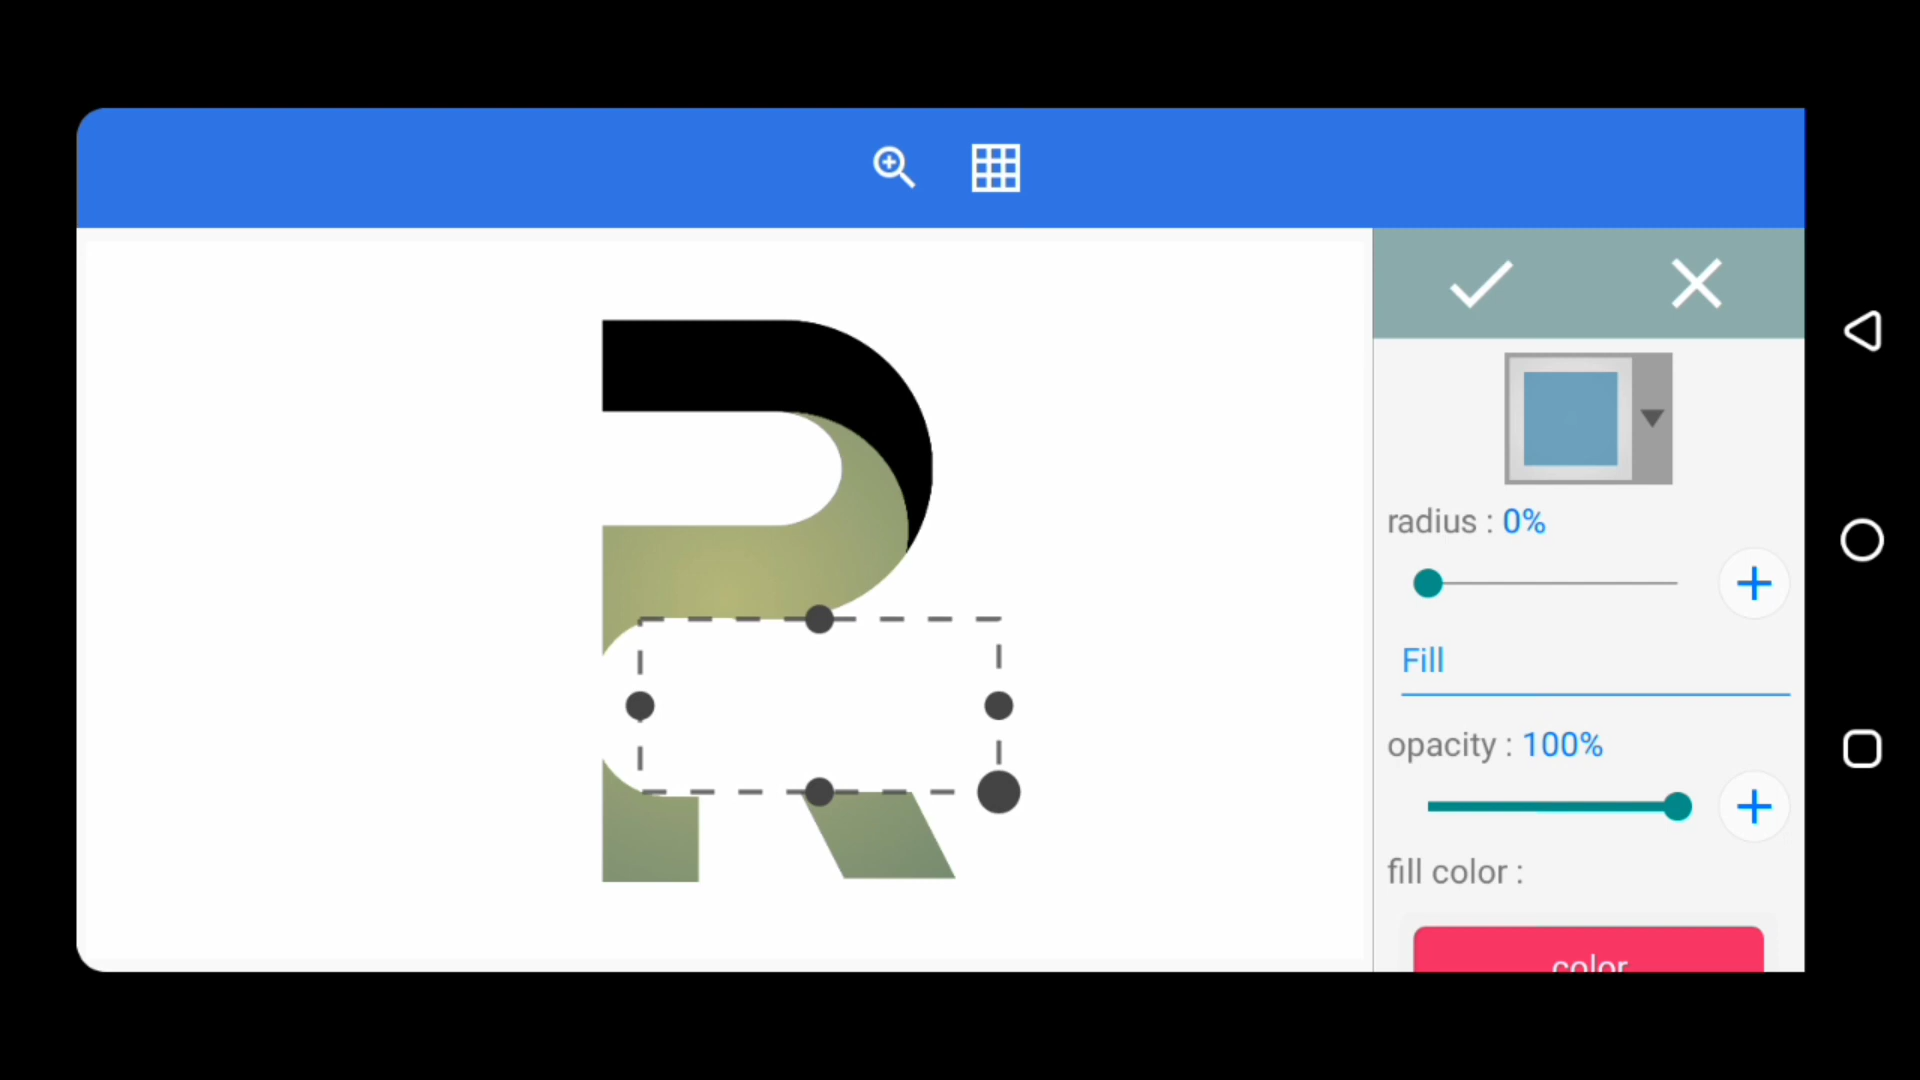 R
radius : 0%
Fill
opacity : 100%
fill color :
color